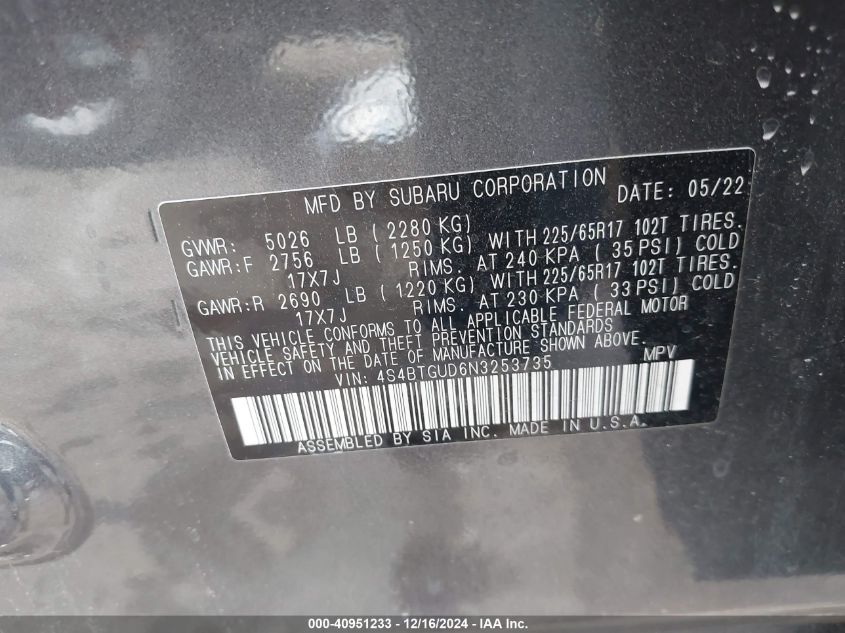 MFD BY SUBARU CORPORATION DATE: 05/22
GVWR: 5026 LB ( 2280 KG)
GAWR:F 2756 LB ( 1250 KG) WITH 225/65R17 102T TIRES.
17X7J RIMS. AT 240 KPA ( 35 PSI) COLD
GAWR:R 2690 LB ( 1220 KG) WITH 225/65R17 102T TIRES.
17X7J RIMS. AT 230 KPA ( 33 PSI) COLD
THIS VEHICLE CONFORMS TO ALL APPLICABLE FEDERAL MOTOR
VEHICLE SAFETY AND THEFT PREVENTION STANDARDS
IN EFFECT ON THE DATE OF MANUFACTURE SHOWN ABOVE.
VIN: 4S4BTGUD6N3253735 MPV
ASSEMBLED BY SIA INC. MADE IN U.S.A.
000-40951233 - 12/16/2024 - IAA Inc.